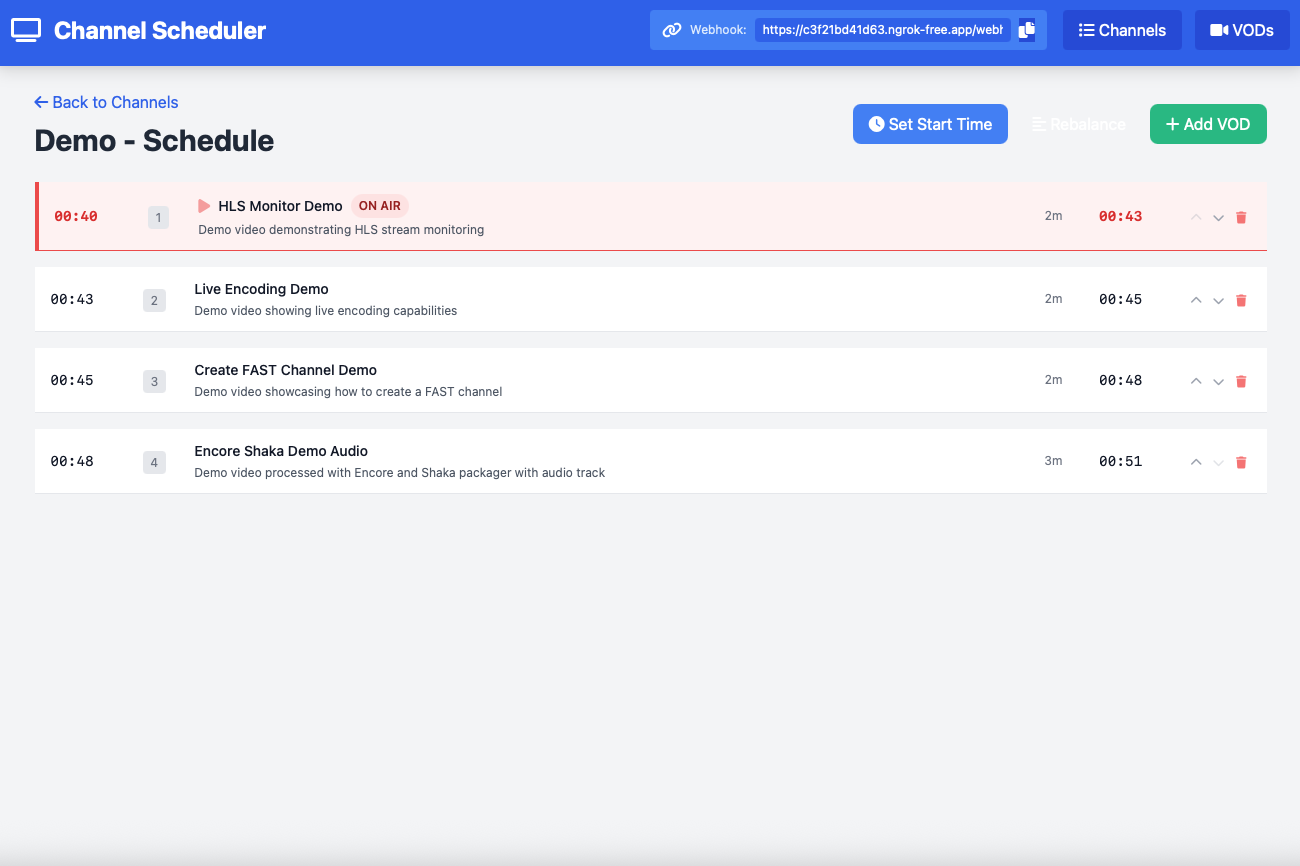 Channel Scheduler
Webhook: https://c3f21bd41d63.ngrok-free.app/webh
Channels
VODs
Back to Channels
Demo - Schedule
Set Start Time
Rebalance
Add VOD
00:40 1 HLS Monitor Demo ON AIR 2m 00:43
Demo video demonstrating HLS stream monitoring
00:43 2 Live Encoding Demo 2m 00:45
Demo video showing live encoding capabilities
00:45 3 Create FAST Channel Demo 2m 00:48
Demo video showcasing how to create a FAST channel
00:48 4 Encore Shaka Demo Audio 3m 00:51
Demo video processed with Encore and Shaka packager with audio track